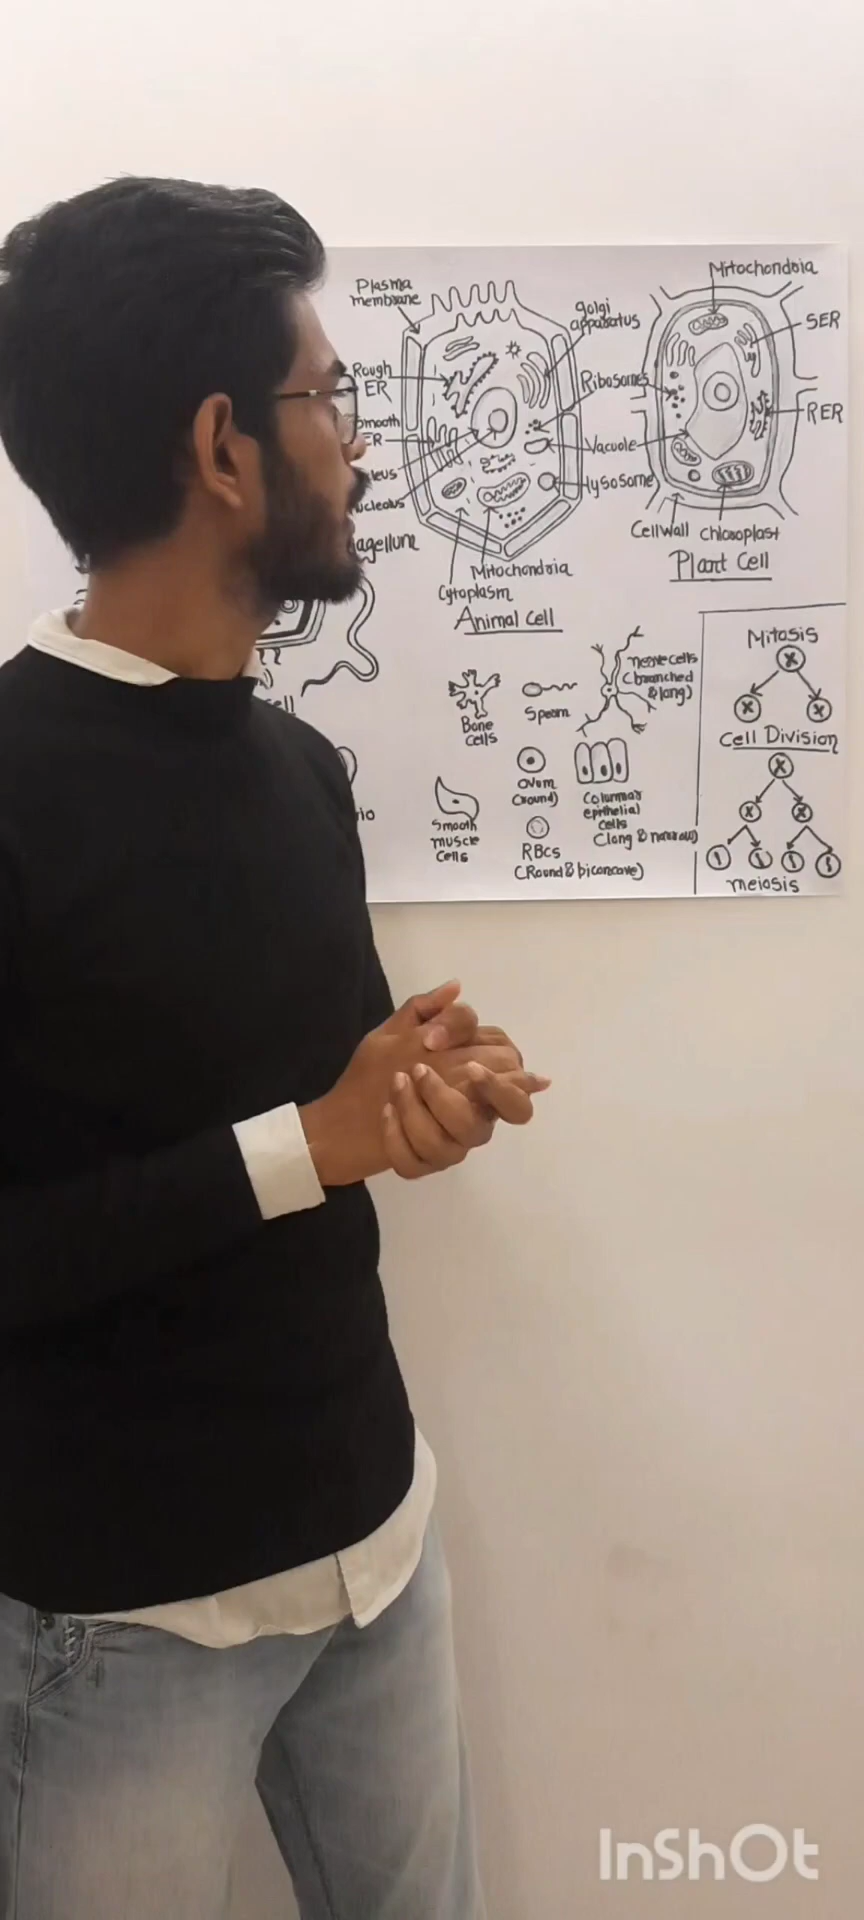 Plasma
membrane
Rough
ER
Smooth
ER
Golgi
apparatus
Ribosomes
Vacuole
Lysosome
Mitochondria
Cytoplasm
Animal Cell
Mitochondria
SER
RER
Cell Wall Chloroplast
Plant Cell
Bone
Cells
Sperm
Nerve cells
(branched
& long)
Ovum
(round)
Columnar
epithelial
cells
(long & narrow)
Smooth
muscle
Cells
RBCs
(Round & biconcave)
Mitosis
Cell Division
meiosis
InShOt